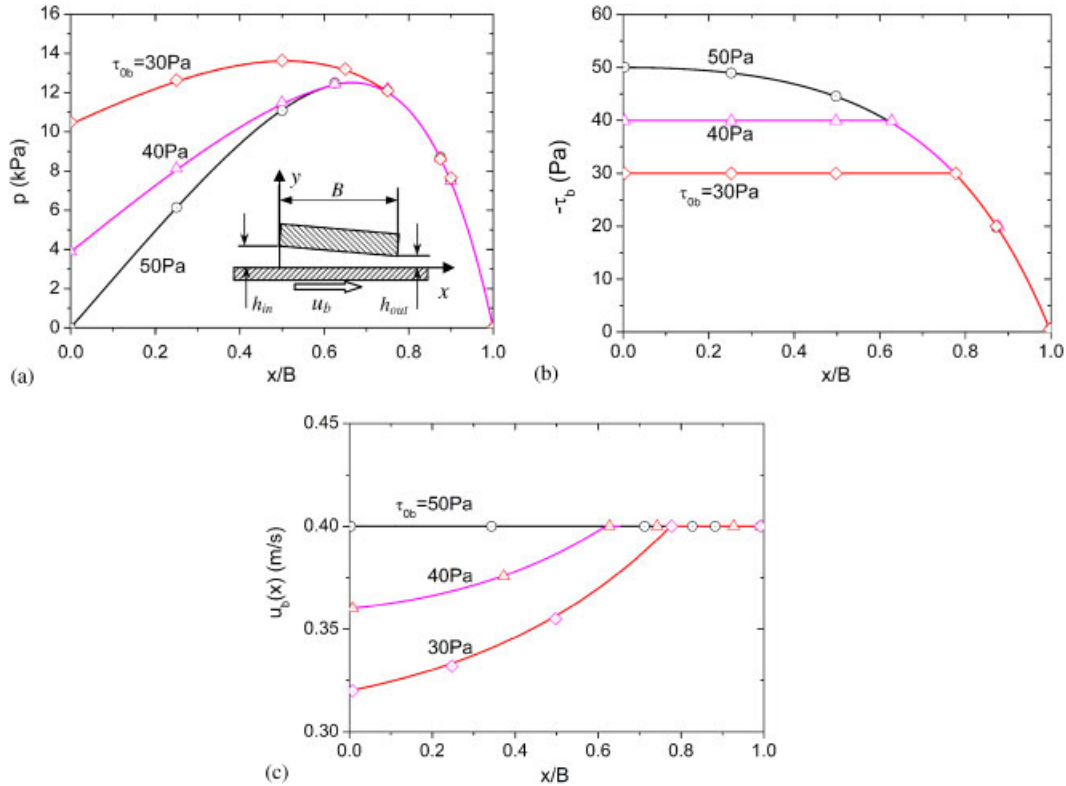 16
14
12
10
8
6
4
2
0
p (kPa)
τ0b=30Pa
40Pa
50Pa
y
B
x
hin
ub
hout
0.0 0.2 0.4 0.6 0.8 1.0
x/B
(a)
60
50
40
30
20
10
0
-τb (Pa)
50Pa
40Pa
τ0b=30Pa
0.0 0.2 0.4 0.6 0.8 1.0
x/B
(b)
0.45
0.40
0.35
0.30
ub(x) (m/s)
τ0b=50Pa
40Pa
30Pa
0.0 0.2 0.4 0.6 0.8 1.0
x/B
(c)